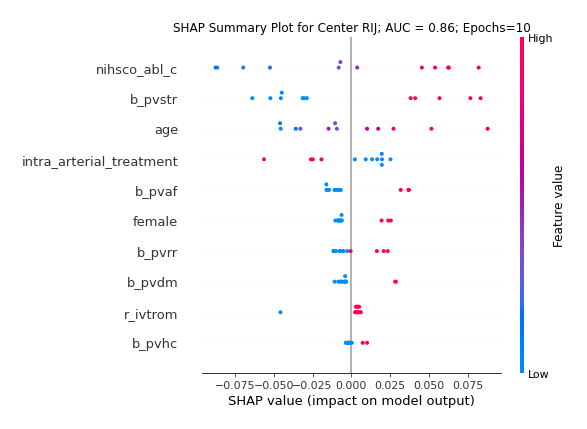 SHAP Summary Plot for Center RIJ; AUC = 0.86; Epochs=10
High
nihsco_abl_c
b_pvstr
age
intra_arterial_treatment
b_pvaf
female
b_pvrr
b_pvdm
r_ivtrom
b_pvhc
Feature value
Low
−0.075 −0.050 −0.025 0.000 0.025 0.050 0.075
SHAP value (impact on model output)